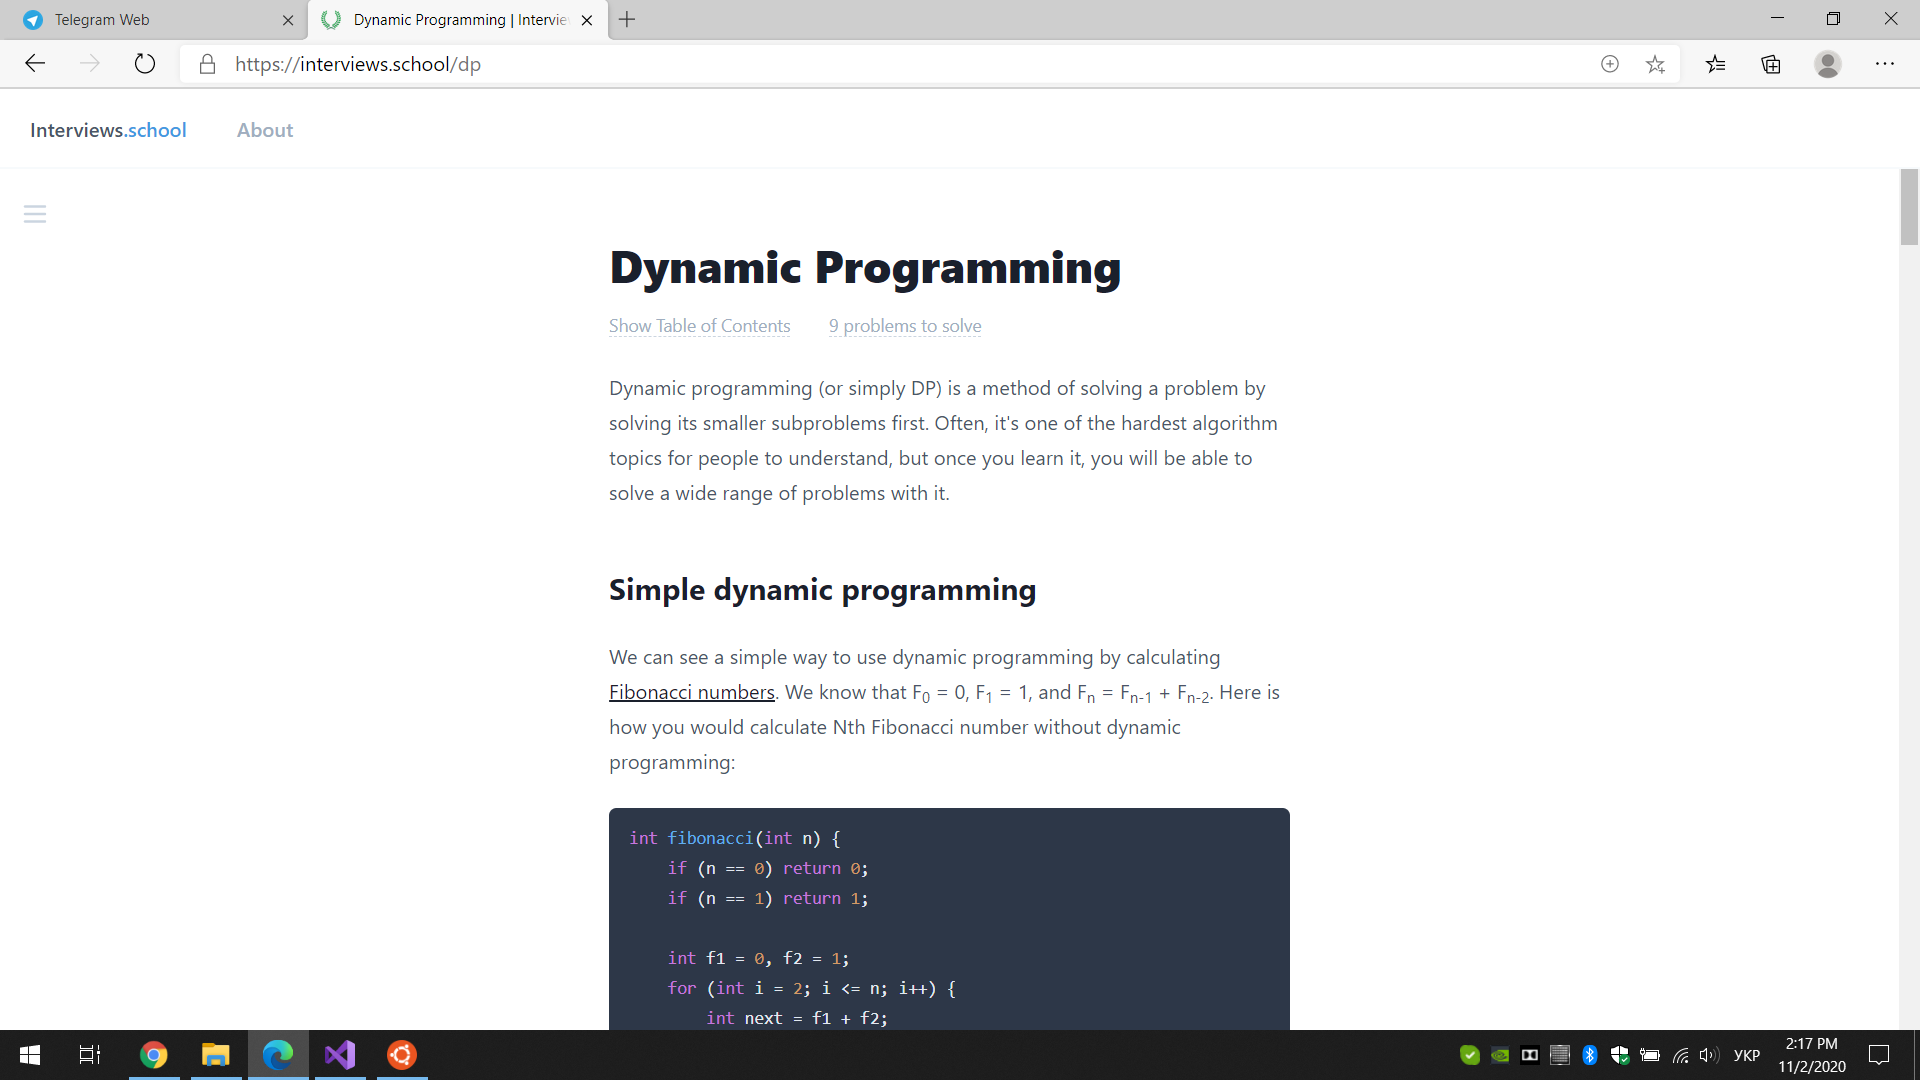 Telegram Web
Dynamic Programming | Intervie
https://interviews.school/dp
Interviews.school About
Dynamic Programming
Show Table of Contents 9 problems to solve
Dynamic programming (or simply DP) is a method of solving a problem by
solving its smaller subproblems first. Often, it's one of the hardest algorithm
topics for people to understand, but once you learn it, you will be able to
solve a wide range of problems with it.
Simple dynamic programming
We can see a simple way to use dynamic programming by calculating
Fibonacci numbers. We know that F0 = 0, F1 = 1, and Fn = Fn-1 + Fn-2. Here is
how you would calculate Nth Fibonacci number without dynamic
programming:
int fibonacci(int n) {
    if (n == 0) return 0;
    if (n == 1) return 1;
    int f1 = 0, f2 = 1;
    for (int i = 2; i <= n; i++) {
        int next = f1 + f2;
УКР
2:17 PM
11/2/2020